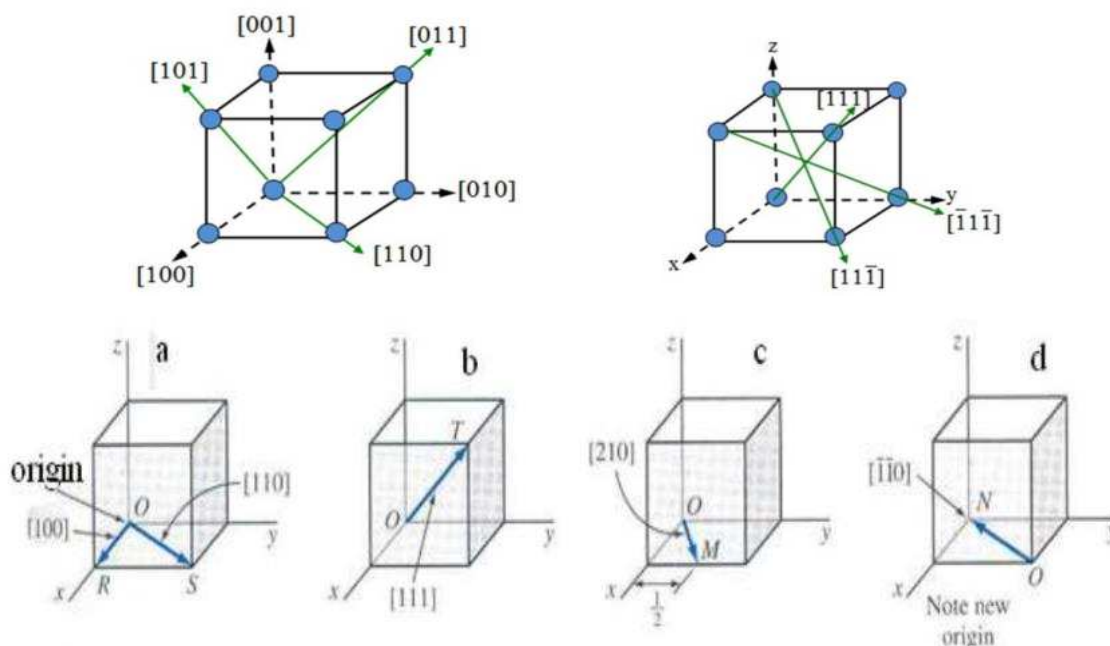 [001]
[011]
[101]
[010]
[110]
[100]
z
[111]
y
[1̅11̅]
x
[111̅]
z
a
origin
O
[110]
[100]
y
R
S
x
z
b
T
O
y
[111]
x
z
c
[210]
O
M
y
x
1/2
z
d
[1̅1̅0]
N
y
x
O
Note new
origin